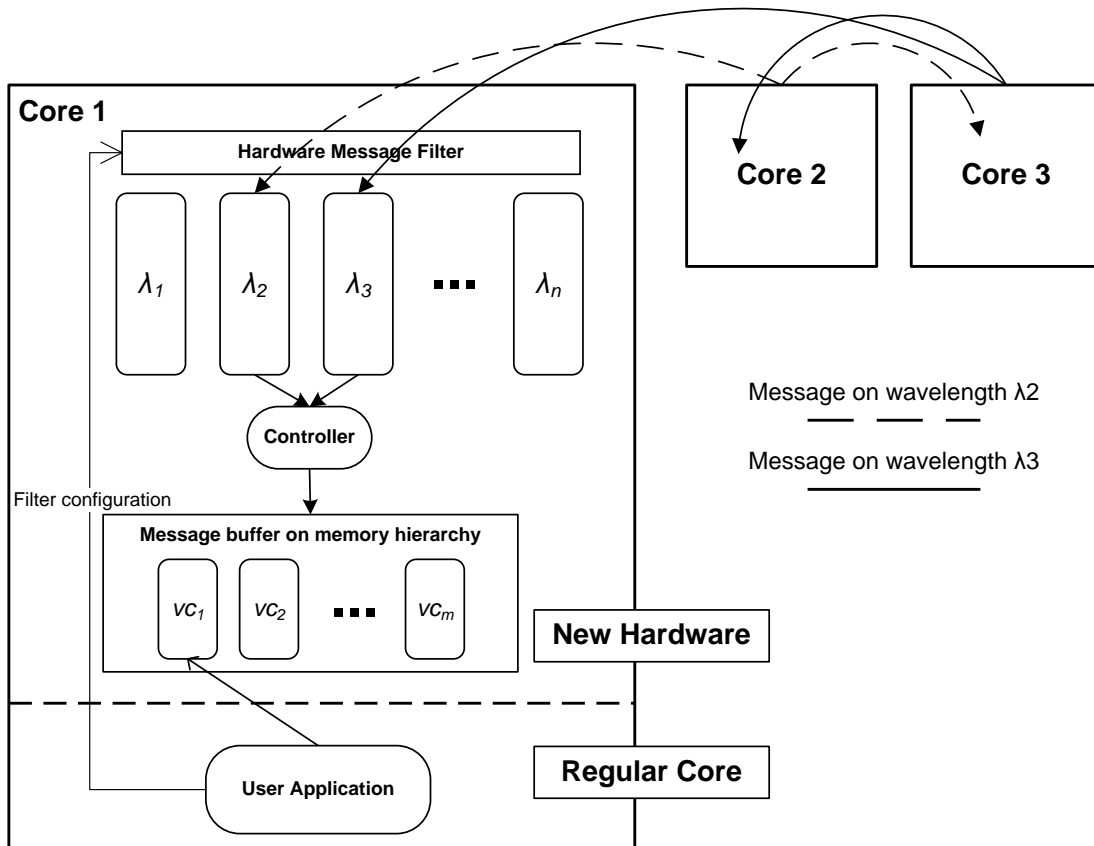 Core 1
Hardware Message Filter
Core 2
Core 3
λ1
λ2
λ3
λn
Message on wavelength λ2
Controller
Message on wavelength λ3
Filter configuration
Message buffer on memory hierarchy
vc1
vc2
vcm
New Hardware
Regular Core
User Application